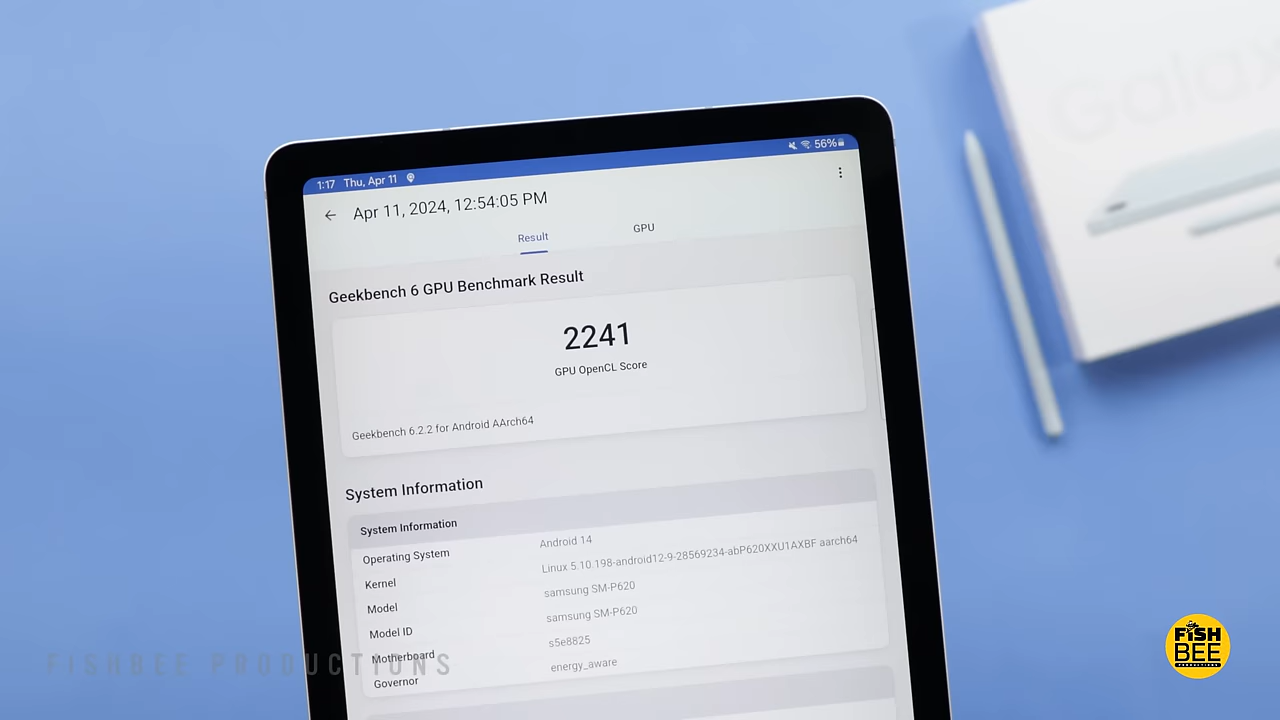 1:17 Thu, Apr 11
56%
Apr 11, 2024, 12:54:05 PM
Result GPU
Geekbench 6 GPU Benchmark Result
2241
GPU OpenCL Score
Geekbench 6.2.2 for Android AArch64
System Information
System Information
Operating System Android 14
Kernel Linux 5.10.198-android12-9-28569234-abP620XXU1AXBF aarch64
Model samsung SM-P620
Model ID samsung SM-P620
Motherboard s5e8825
Governor energy_aware
FISHBEE PRODUCTIONS
FiSH
BEE
PRODUCTIONS